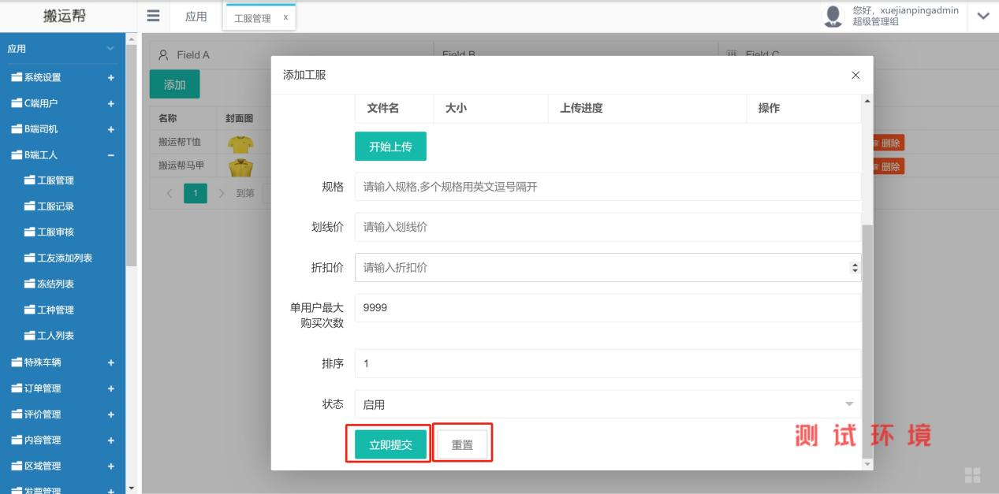 搬运帮
应用
工服管理 x
您好，xuejianpingadmin
超级管理组
应用
系统设置
C端用户
B端司机
B端工人
工服管理
工服记录
工服审核
工友添加列表
冻结列表
工种管理
工人列表
特殊车辆
订单管理
评价管理
内容管理
区域管理
发票管理
Field A
Field B
Field C
添加
名称 封面图
搬运帮T恤
删除
搬运帮马甲
删除
1 到第
添加工服
文件名 大小 上传进度 操作
开始上传
规格 请输入规格,多个规格用英文逗号隔开
划线价 请输入划线价
折扣价 请输入折扣价
单用户最大
购买次数
9999
排序 1
状态 启用
立即提交 重置
测试环境